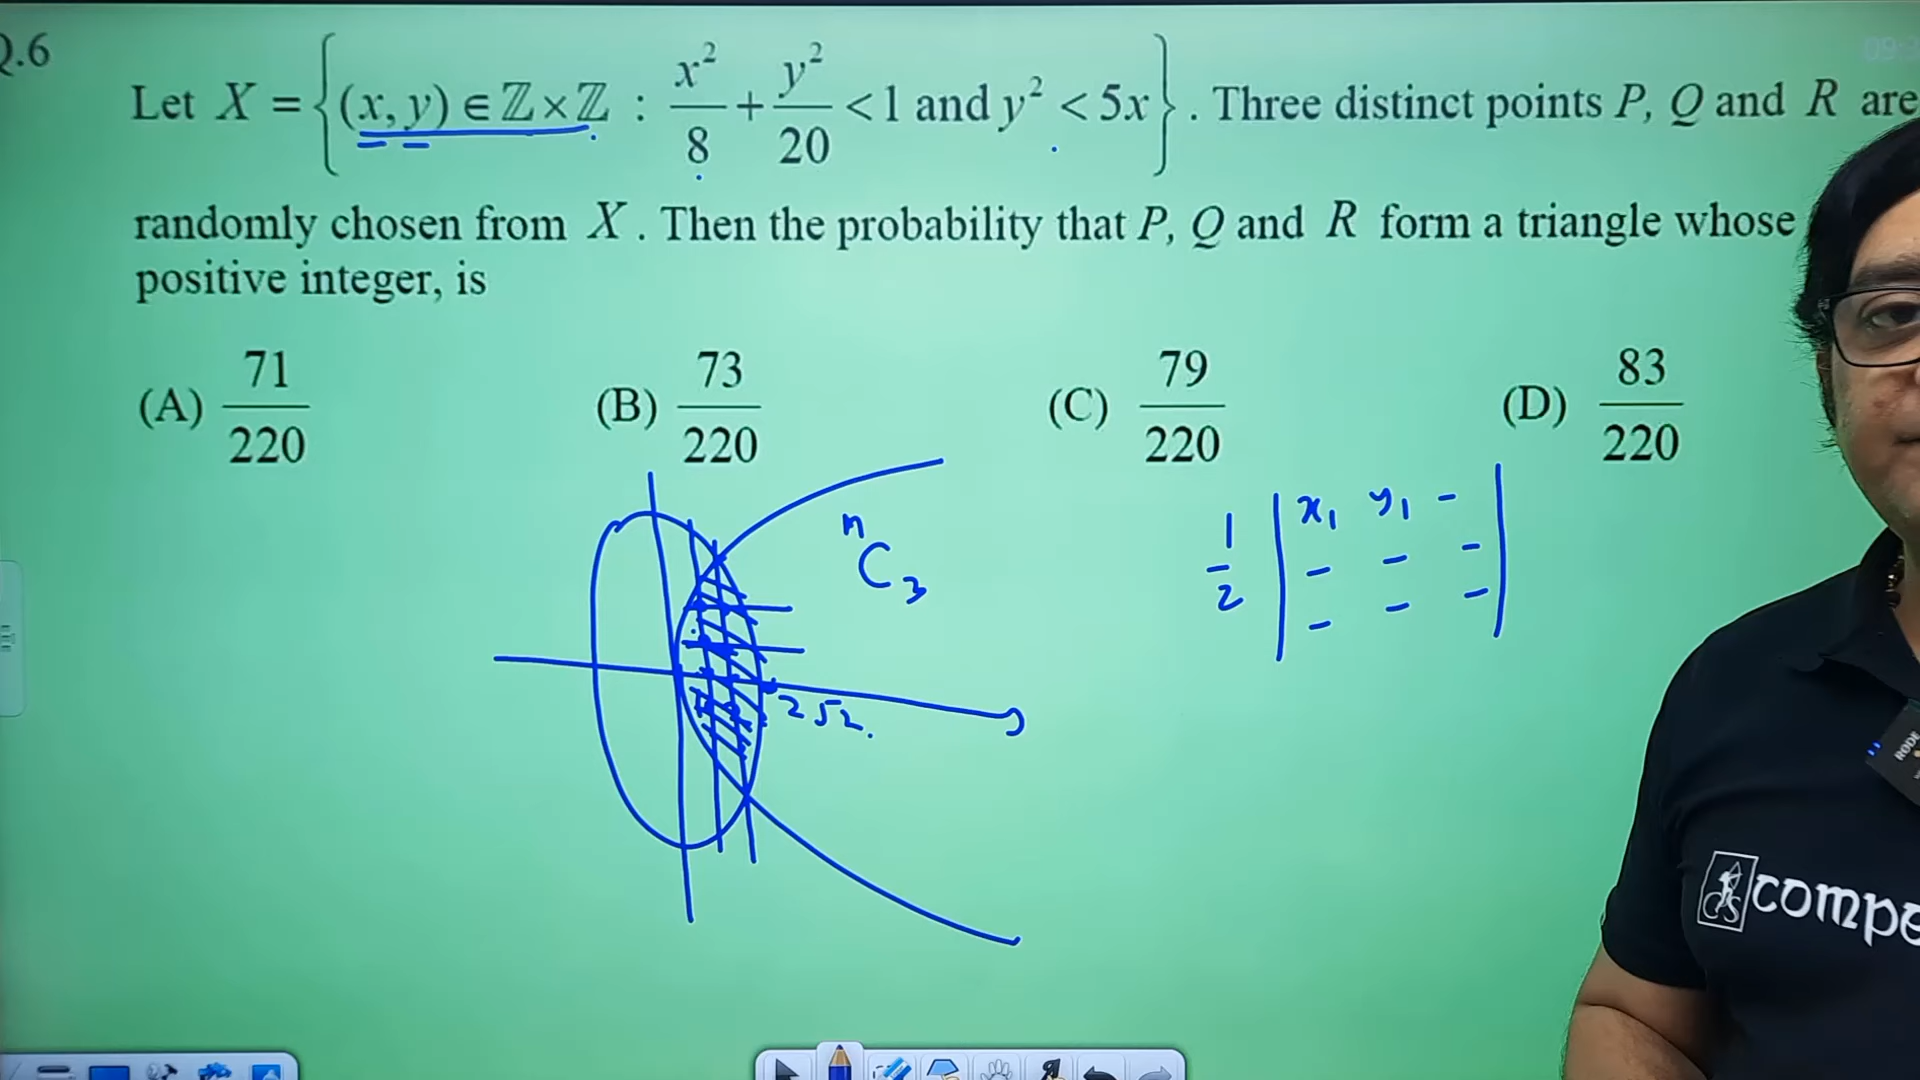 Q.6
Let X = {(x, y) ∈ ℤ×ℤ : x²/8 + y²/20 < 1 and y² < 5x}. Three distinct points P, Q and R are
randomly chosen from X. Then the probability that P, Q and R form a triangle whose
positive integer, is
(A) 71/220 (B) 73/220 (C) 79/220 (D) 83/220
ⁿC₃
1/2 | x₁ y₁ - |
2√2.
RODE
compe